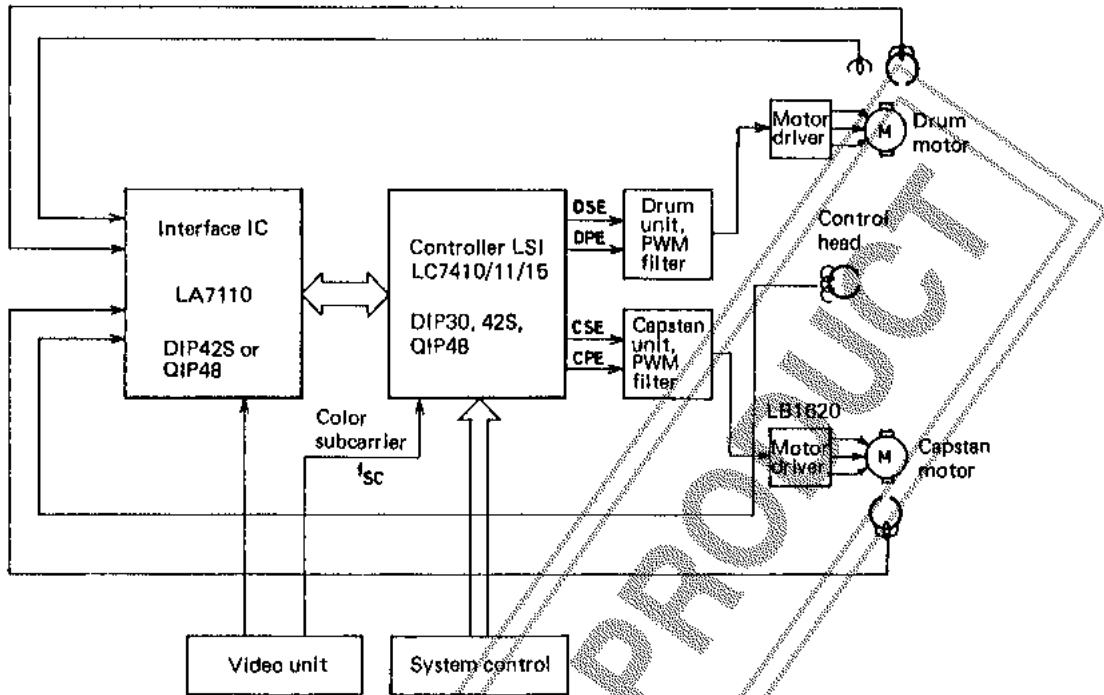 Motor
driver
M
Drum
motor
Interface IC
LA7110
DIP42S or
QIP48
Controller LSI
LC7410/11/15
DIP30, 42S,
QIP48
DSE
DPE
Drum
unit,
PWM
filter
Control
head
CSE
CPE
Capstan
unit,
PWM
filter
LB1620
Motor
driver
M
Capstan
motor
Color
subcarrier
fSC
Video unit
System control
PRODUCT